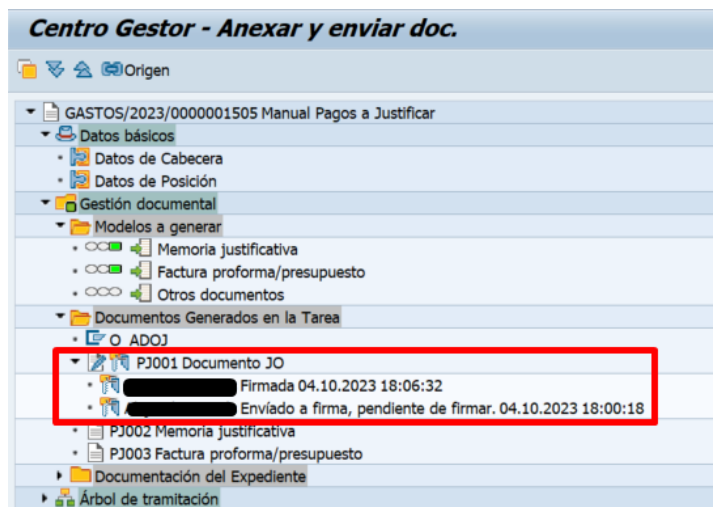 Centro Gestor - Anexar y enviar doc.
Origen
GASTOS/2023/0000001505 Manual Pagos a Justificar
Datos básicos
Datos de Cabecera
Datos de Posición
Gestión documental
Modelos a generar
Memoria justificativa
Factura proforma/presupuesto
Otros documentos
Documentos Generados en la Tarea
O ADOJ
PJ001 Documento JO
Firmada 04.10.2023 18:06:32
Envíado a firma, pendiente de firmar. 04.10.2023 18:00:18
PJ002 Memoria justificativa
PJ003 Factura proforma/presupuesto
Documentación del Expediente
Árbol de tramitación